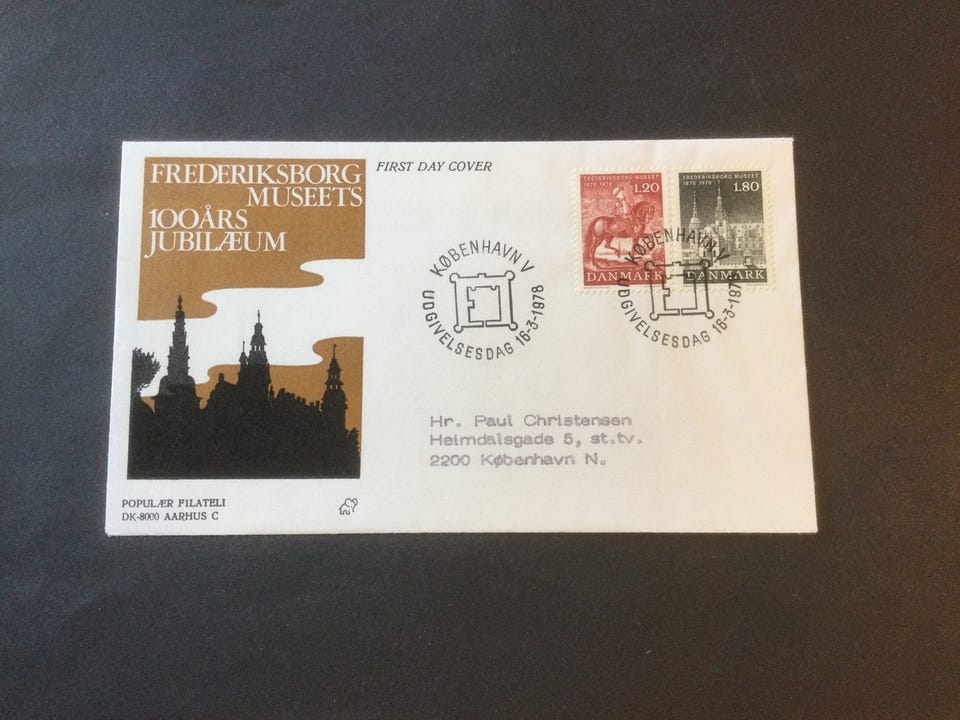 FREDERIKSBORG
MUSEETS
100ÅRS
JUBILÆUM
FIRST DAY COVER
FREDERIKSBORG MUSEET
1878 1978
1.20
DANMARK
FREDERIKSBORG MUSEET
1878 1978
1.80
DANMARK
KØBENHAVN V
UDGIVELSESDAG 16-3-1978
KØBENHAVN V
UDGIVELSESDAG 16-3-1978
Hr. Paul Christensen
Heimdalsgade 5, st.tv.
2200 København N.
POPULÆR FILATELI
DK-8000 AARHUS C